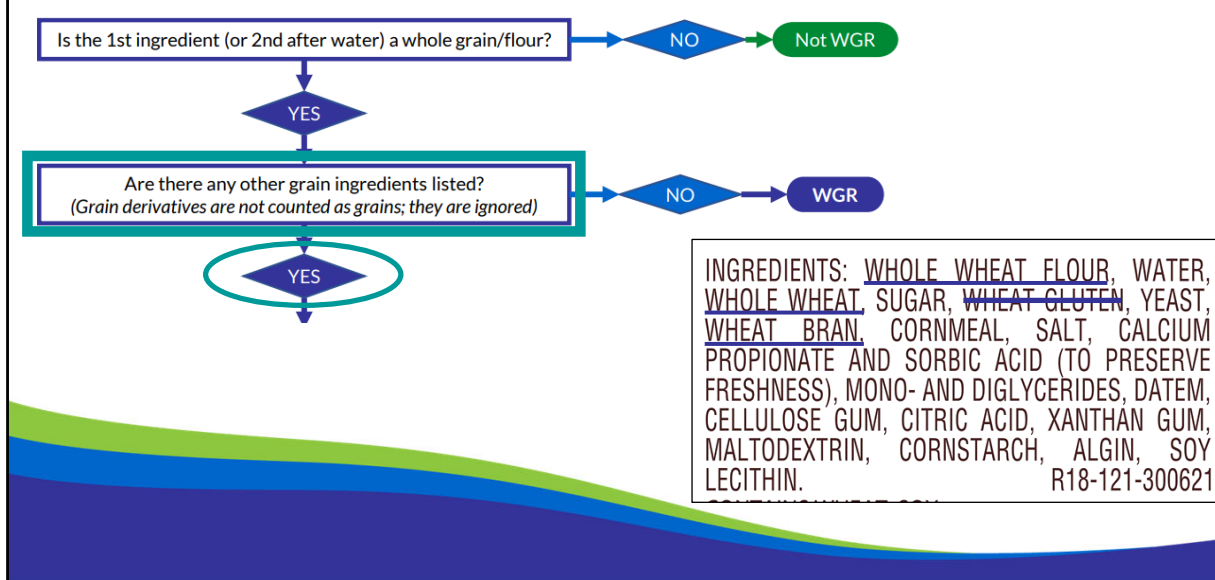 Is the 1st ingredient (or 2nd after water) a whole grain/flour?
NO
Not WGR
YES
Are there any other grain ingredients listed?
(Grain derivatives are not counted as grains; they are ignored)
NO
WGR
YES
INGREDIENTS: WHOLE WHEAT FLOUR, WATER,
WHOLE WHEAT, SUGAR, WHEAT GLUTEN, YEAST,
WHEAT BRAN, CORNMEAL, SALT, CALCIUM
PROPIONATE AND SORBIC ACID (TO PRESERVE
FRESHNESS), MONO- AND DIGLYCERIDES, DATEM,
CELLULOSE GUM, CITRIC ACID, XANTHAN GUM,
MALTODEXTRIN, CORNSTARCH, ALGIN, SOY
LECITHIN. R18-121-300621